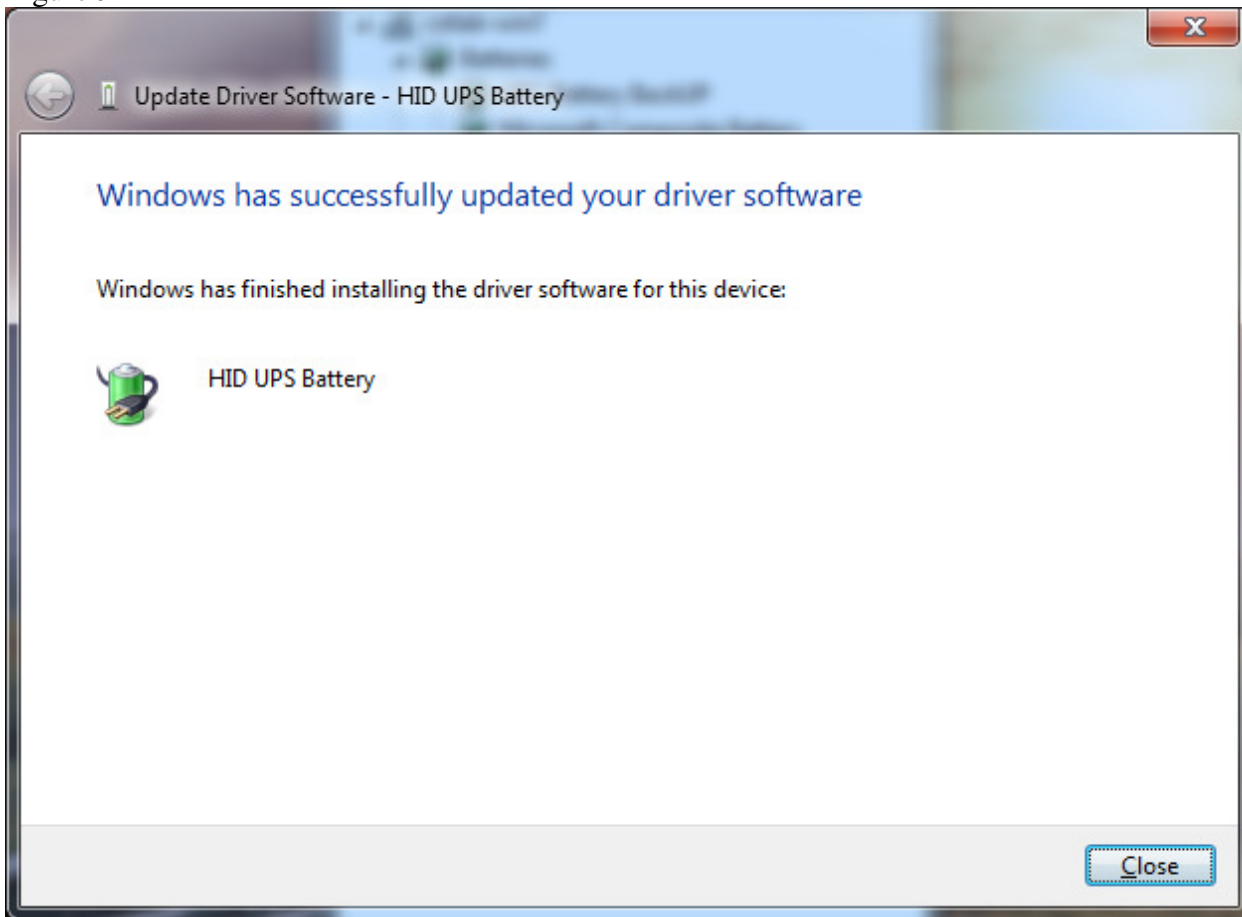 Update Driver Software - HID UPS Battery
Windows has successfully updated your driver software
Windows has finished installing the driver software for this device:
HID UPS Battery
Close